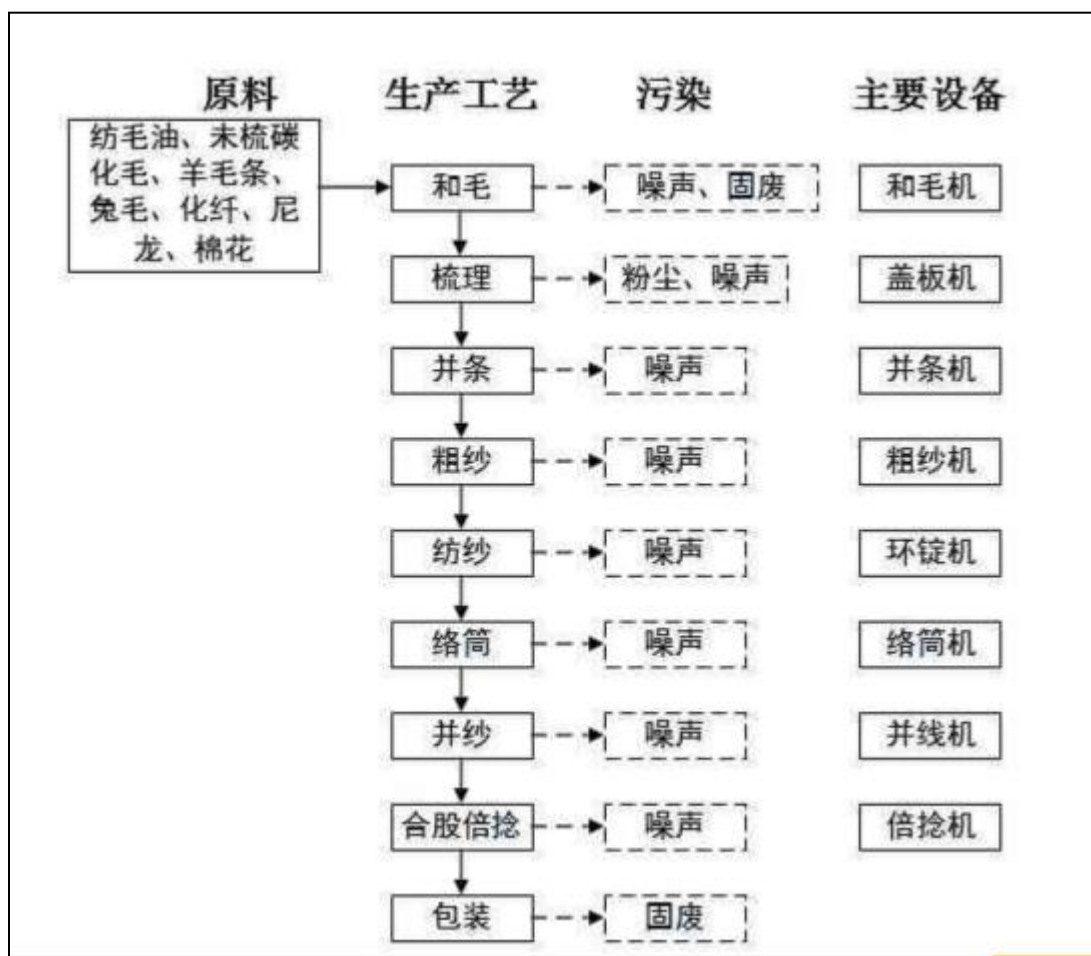 原料 生产工艺 污染 主要设备
纺毛油、未梳碳
化毛、羊毛条、
兔毛、化纤、尼
龙、棉花
和毛 噪声、固废 和毛机
梳理 粉尘、噪声 盖板机
并条 噪声 并条机
粗纱 噪声 粗纱机
纺纱 噪声 环锭机
络筒 噪声 络筒机
并纱 噪声 并线机
合股倍捻 噪声 倍捻机
包装 固废